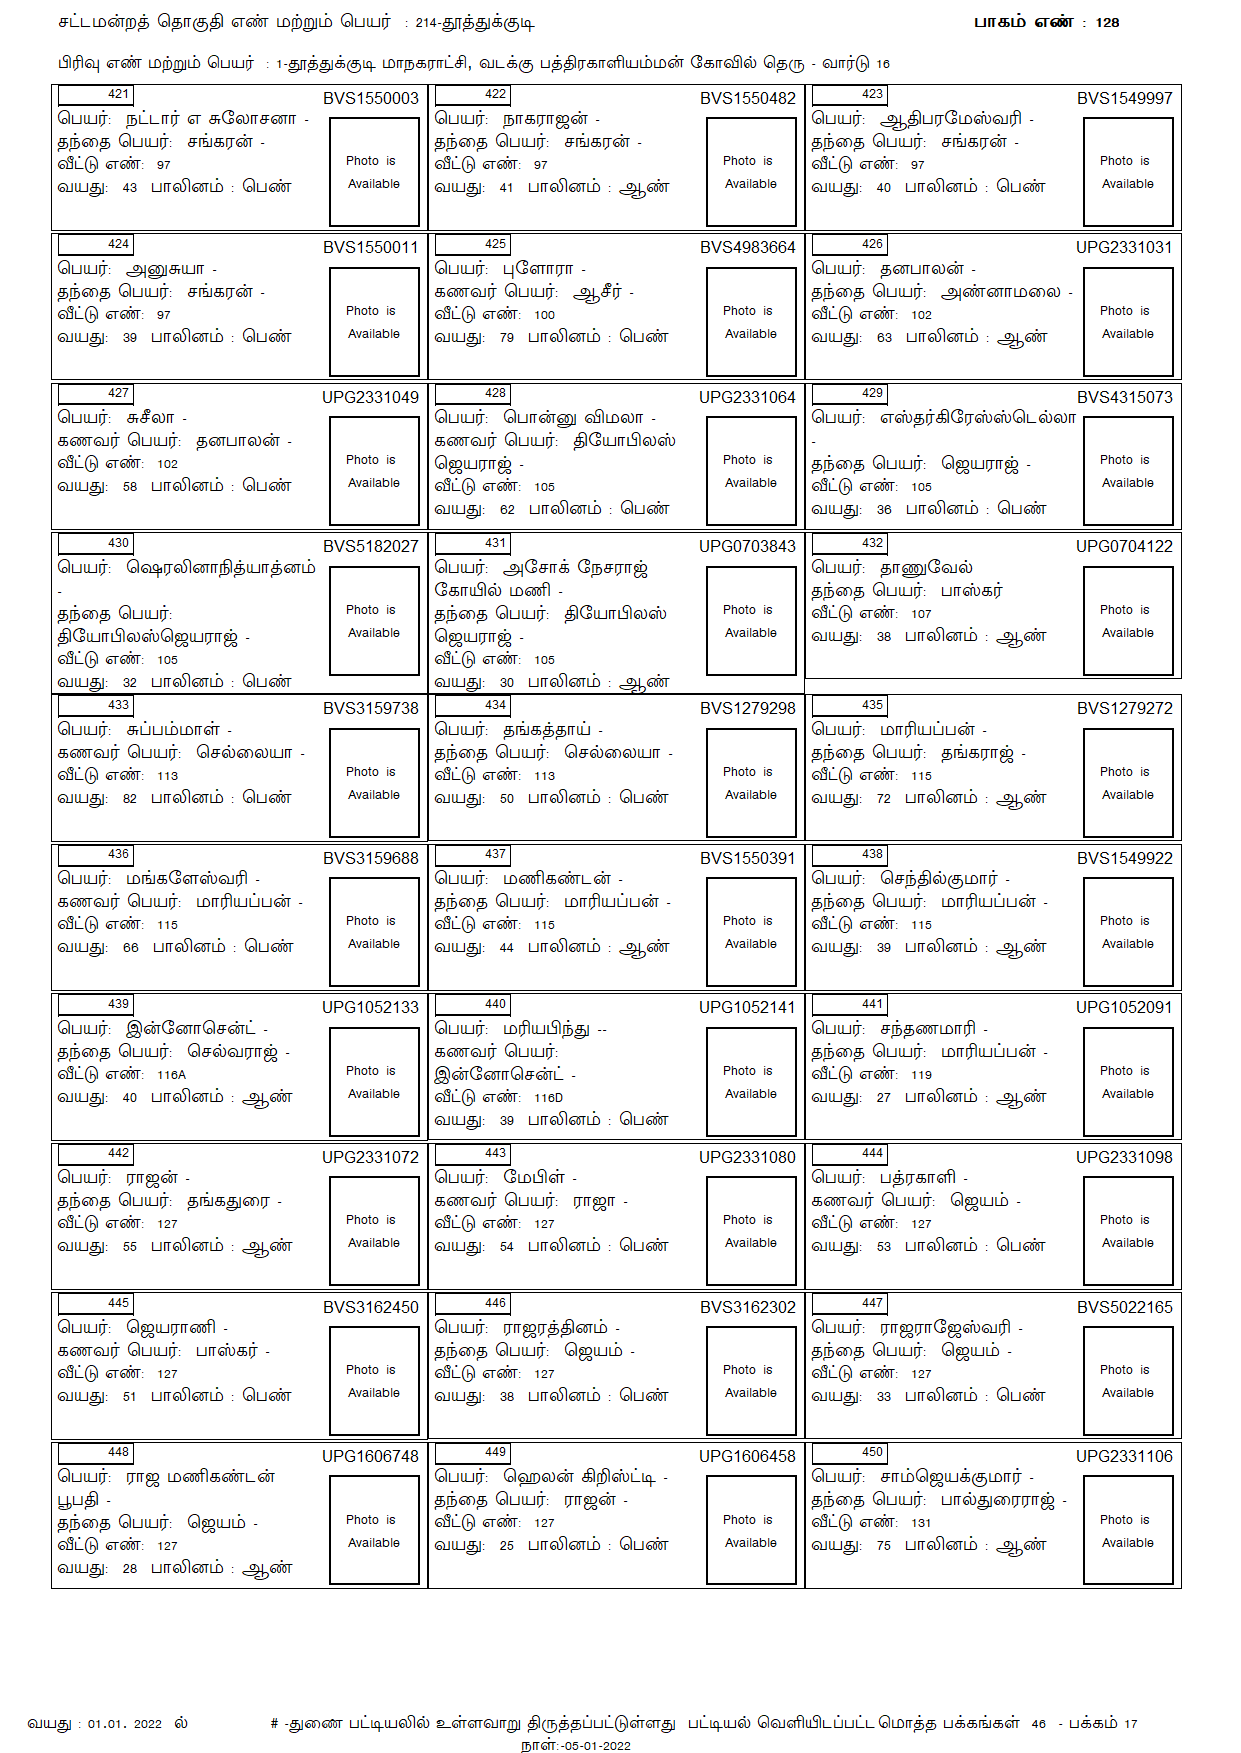 சட்டமன்றத் தொகுதி எண் மற்றும் பெயர் : 214-தூத்துக்குடி பாகம் எண் : 128
பிரிவு எண் மற்றும் பெயர் : 1-தூத்துக்குடி மாநகராட்சி, வடக்கு பத்திரகாளியம்மன் கோவில் தெரு - வார்டு 16
421 BVS1550003
பெயர்: நட்டார் எ சுலோசனா -
தந்தை பெயர்: சங்கரன் -
வீட்டு எண்: 97
வயது: 43 பாலினம் : பெண்
Photo is
Available
422 BVS1550482
பெயர்: நாகராஜன் -
தந்தை பெயர்: சங்கரன் -
வீட்டு எண்: 97
வயது: 41 பாலினம் : ஆண்
Photo is
Available
423 BVS1549997
பெயர்: ஆதிபரமேஸ்வரி -
தந்தை பெயர்: சங்கரன் -
வீட்டு எண்: 97
வயது: 40 பாலினம் : பெண்
Photo is
Available
424 BVS1550011
பெயர்: அனுசுயா -
தந்தை பெயர்: சங்கரன் -
வீட்டு எண்: 97
வயது: 39 பாலினம் : பெண்
Photo is
Available
425 BVS4983664
பெயர்: புளோரா -
கணவர் பெயர்: ஆசீர் -
வீட்டு எண்: 100
வயது: 79 பாலினம் : பெண்
Photo is
Available
426 UPG2331031
பெயர்: தனபாலன் -
தந்தை பெயர்: அண்னாமலை -
வீட்டு எண்: 102
வயது: 63 பாலினம் : ஆண்
Photo is
Available
427 UPG2331049
பெயர்: சுசீலா -
கணவர் பெயர்: தனபாலன் -
வீட்டு எண்: 102
வயது: 58 பாலினம் : பெண்
Photo is
Available
428 UPG2331064
பெயர்: பொன்னு விமலா -
கணவர் பெயர்: தியோபிலஸ்
ஜெயராஜ் -
வீட்டு எண்: 105
வயது: 62 பாலினம் : பெண்
Photo is
Available
429 BVS4315073
பெயர்: எஸ்தர்கிரேஸ்ஸ்டெல்லா
-
தந்தை பெயர்: ஜெயராஜ் -
வீட்டு எண்: 105
வயது: 36 பாலினம் : பெண்
Photo is
Available
430 BVS5182027
பெயர்: ஷெரலினாநித்யாத்னம்
-
தந்தை பெயர்:
தியோபிலஸ்ஜெயராஜ் -
வீட்டு எண்: 105
வயது: 32 பாலினம் : பெண்
Photo is
Available
431 UPG0703843
பெயர்: அசோக் நேசராஜ்
கோயில் மணி -
தந்தை பெயர்: தியோபிலஸ்
ஜெயராஜ் -
வீட்டு எண்: 105
வயது: 30 பாலினம் : ஆண்
Photo is
Available
432 UPG0704122
பெயர்: தாணுவேல்
தந்தை பெயர்: பாஸ்கர்
வீட்டு எண்: 107
வயது: 38 பாலினம் : ஆண்
Photo is
Available
433 BVS3159738
பெயர்: சுப்பம்மாள் -
கணவர் பெயர்: செல்லையா -
வீட்டு எண்: 113
வயது: 82 பாலினம் : பெண்
Photo is
Available
434 BVS1279298
பெயர்: தங்கத்தாய் -
தந்தை பெயர்: செல்லையா -
வீட்டு எண்: 113
வயது: 50 பாலினம் : பெண்
Photo is
Available
435 BVS1279272
பெயர்: மாரியப்பன் -
தந்தை பெயர்: தங்கராஜ் -
வீட்டு எண்: 115
வயது: 72 பாலினம் : ஆண்
Photo is
Available
436 BVS3159688
பெயர்: மங்களேஸ்வரி -
கணவர் பெயர்: மாரியப்பன் -
வீட்டு எண்: 115
வயது: 66 பாலினம் : பெண்
Photo is
Available
437 BVS1550391
பெயர்: மணிகண்டன் -
தந்தை பெயர்: மாரியப்பன் -
வீட்டு எண்: 115
வயது: 44 பாலினம் : ஆண்
Photo is
Available
438 BVS1549922
பெயர்: செந்தில்குமார் -
தந்தை பெயர்: மாரியப்பன் -
வீட்டு எண்: 115
வயது: 39 பாலினம் : ஆண்
Photo is
Available
439 UPG1052133
பெயர்: இன்னோசென்ட் -
தந்தை பெயர்: செல்வராஜ் -
வீட்டு எண்: 116A
வயது: 40 பாலினம் : ஆண்
Photo is
Available
440 UPG1052141
பெயர்: மரியபிந்து --
கணவர் பெயர்:
இன்னோசென்ட் -
வீட்டு எண்: 116D
வயது: 39 பாலினம் : பெண்
Photo is
Available
441 UPG1052091
பெயர்: சந்தணமாரி -
தந்தை பெயர்: மாரியப்பன் -
வீட்டு எண்: 119
வயது: 27 பாலினம் : ஆண்
Photo is
Available
442 UPG2331072
பெயர்: ராஜன் -
தந்தை பெயர்: தங்கதுரை -
வீட்டு எண்: 127
வயது: 55 பாலினம் : ஆண்
Photo is
Available
443 UPG2331080
பெயர்: மேபிள் -
கணவர் பெயர்: ராஜா -
வீட்டு எண்: 127
வயது: 54 பாலினம் : பெண்
Photo is
Available
444 UPG2331098
பெயர்: பத்ரகாளி -
கணவர் பெயர்: ஜெயம் -
வீட்டு எண்: 127
வயது: 53 பாலினம் : பெண்
Photo is
Available
445 BVS3162450
பெயர்: ஜெயராணி -
கணவர் பெயர்: பாஸ்கர் -
வீட்டு எண்: 127
வயது: 51 பாலினம் : பெண்
Photo is
Available
446 BVS3162302
பெயர்: ராஜரத்தினம் -
தந்தை பெயர்: ஜெயம் -
வீட்டு எண்: 127
வயது: 38 பாலினம் : பெண்
Photo is
Available
447 BVS5022165
பெயர்: ராஜராஜேஸ்வரி -
தந்தை பெயர்: ஜெயம் -
வீட்டு எண்: 127
வயது: 33 பாலினம் : பெண்
Photo is
Available
448 UPG1606748
பெயர்: ராஜ மணிகண்டன்
பூபதி -
தந்தை பெயர்: ஜெயம் -
வீட்டு எண்: 127
வயது: 28 பாலினம் : ஆண்
Photo is
Available
449 UPG1606458
பெயர்: ஹெலன் கிறிஸ்ட்டி -
தந்தை பெயர்: ராஜன் -
வீட்டு எண்: 127
வயது: 25 பாலினம் : பெண்
Photo is
Available
450 UPG2331106
பெயர்: சாம்ஜெயக்குமார் -
தந்தை பெயர்: பால்துரைராஜ் -
வீட்டு எண்: 131
வயது: 75 பாலினம் : ஆண்
Photo is
Available
வயது : 01.01. 2022 ல் # -துணை பட்டியலில் உள்ளவாறு திருத்தப்பட்டுள்ளது பட்டியல் வெளியிடப்பட்ட மொத்த பக்கங்கள் 46 - பக்கம் 17
நாள்:-05-01-2022